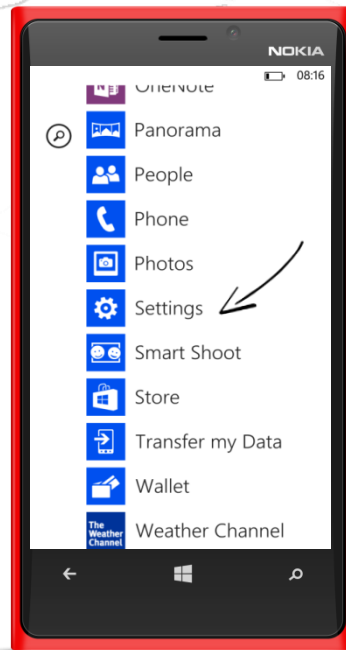 NOKIA
08:16
OneNote
Panorama
People
Phone
Photos
Settings
Smart Shoot
Store
Transfer my Data
Wallet
The
Weather
Channel
Weather Channel